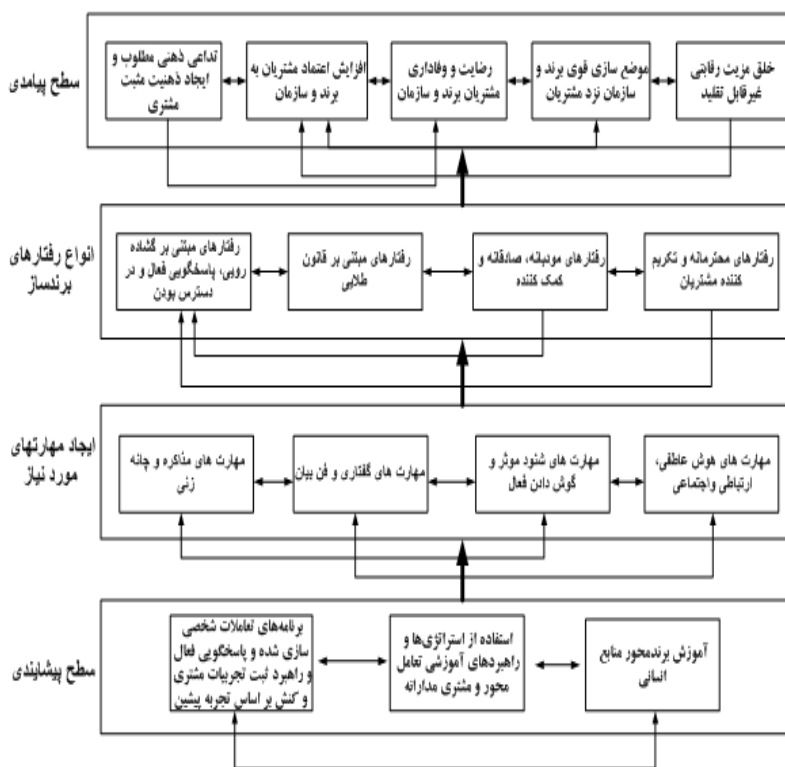 سطح پیامدی
خلق مزیت رقابتی
غیرقابل تقلید
موضع سازی قوی برند و
سازمان نزد مشتریان
رضایت و وفاداری
مشتریان برند و سازمان
افزایش اعتماد مشتریان به
برند و سازمان
تداعی ذهنی مطلوب و
ایجاد ذهنیت مثبت
مشتری
انواع رفتارهای
برندساز
رفتارهای محترمانه و تکریم
کننده مشتریان
رفتارهای مودبانه، صادقانه و
کمک کننده
رفتارهای مبتنی بر قانون
طلایی
رفتارهای مبتنی بر گشاده
رویی، پاسخگویی فعال و در
دسترس بودن
ایجاد مهارتهای
مورد نیاز
مهارت های هوش عاطفی،
ارتباطی واجتماعی
مهارت های شنود موثر و
گوش دادن فعال
مهارت های گفتاری و فن بیان
مهارت های مذاکره و چانه
زنی
سطح پیشایندی
آموزش برندمحور منابع
انسانی
استفاده از استراتژی‌ها و
راهبردهای آموزشی تعامل
محور و مشتری مدارانه
برنامه‌های تعاملات شخصی
سازی شده و پاسخگویی فعال
و راهبرد ثبت تجربیات مشتری
و کنش بر اساس تجربه پیشین